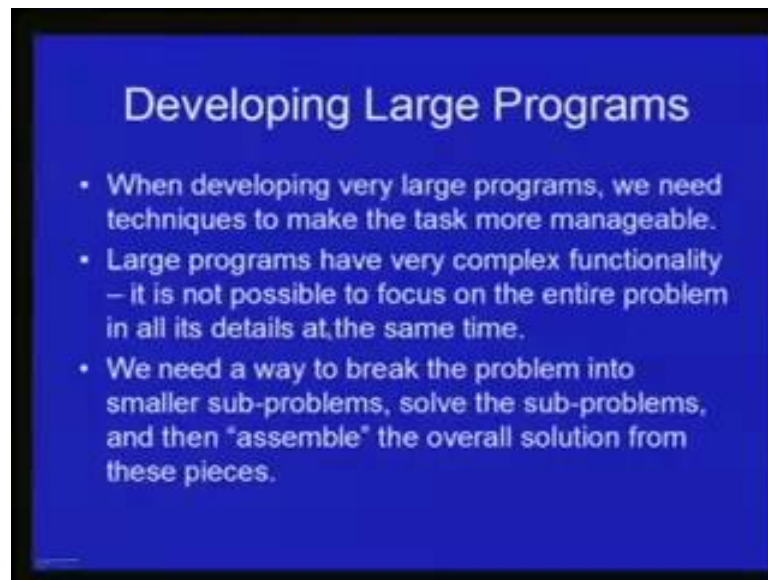 Developing Large Programs
• When developing very large programs, we need
techniques to make the task more manageable.
• Large programs have very complex functionality
– it is not possible to focus on the entire problem
in all its details at the same time.
• We need a way to break the problem into
smaller sub-problems, solve the sub-problems,
and then “assemble” the overall solution from
these pieces.